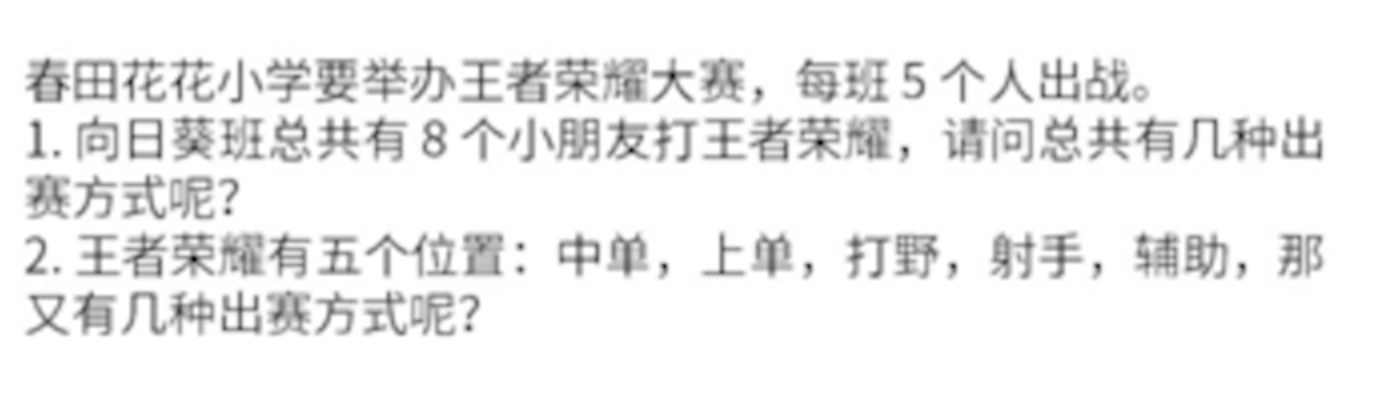 春田花花小学要举办王者荣耀大赛，每班 5 个人出战。
1. 向日葵班总共有 8 个小朋友打王者荣耀，请问总共有几种出
赛方式呢？
2. 王者荣耀有五个位置：中单，上单，打野，射手，辅助，那
又有几种出赛方式呢？